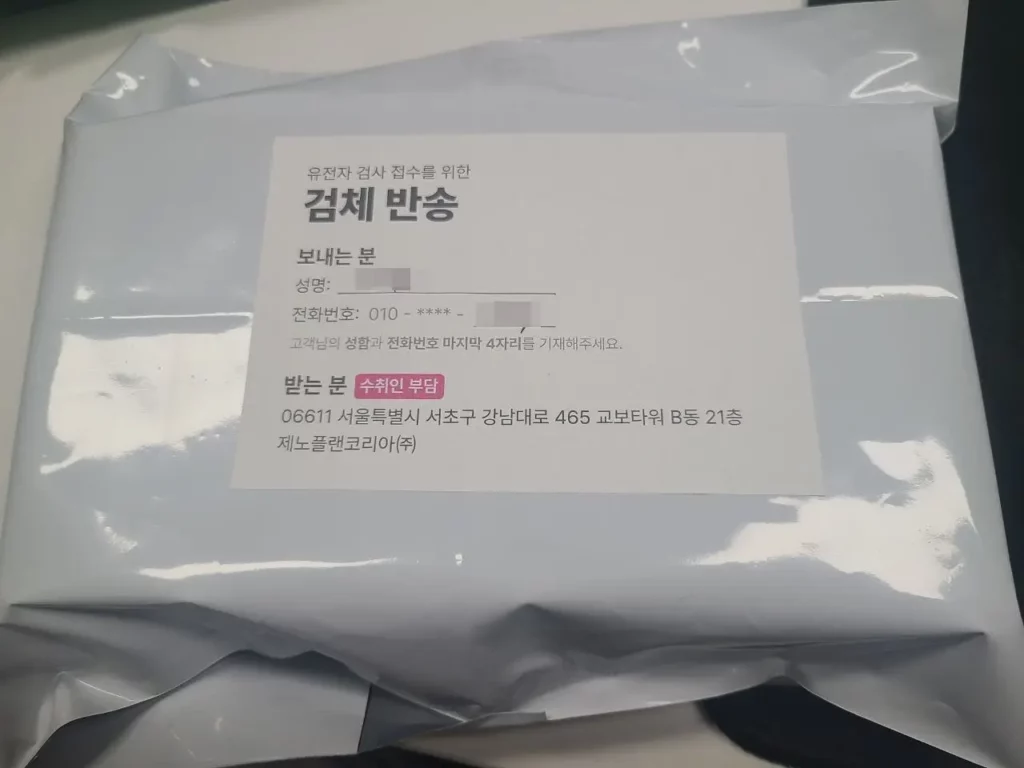 유전자 검사 접수를 위한
검체 반송
보내는 분
성명:
전화번호: 010 - **** -
고객님의 성함과 전화번호 마지막 4자리를 기재해주세요.
받는 분 수취인 부담
06611 서울특별시 서초구 강남대로 465 교보타워 B동 21층
제노플랜코리아(주)